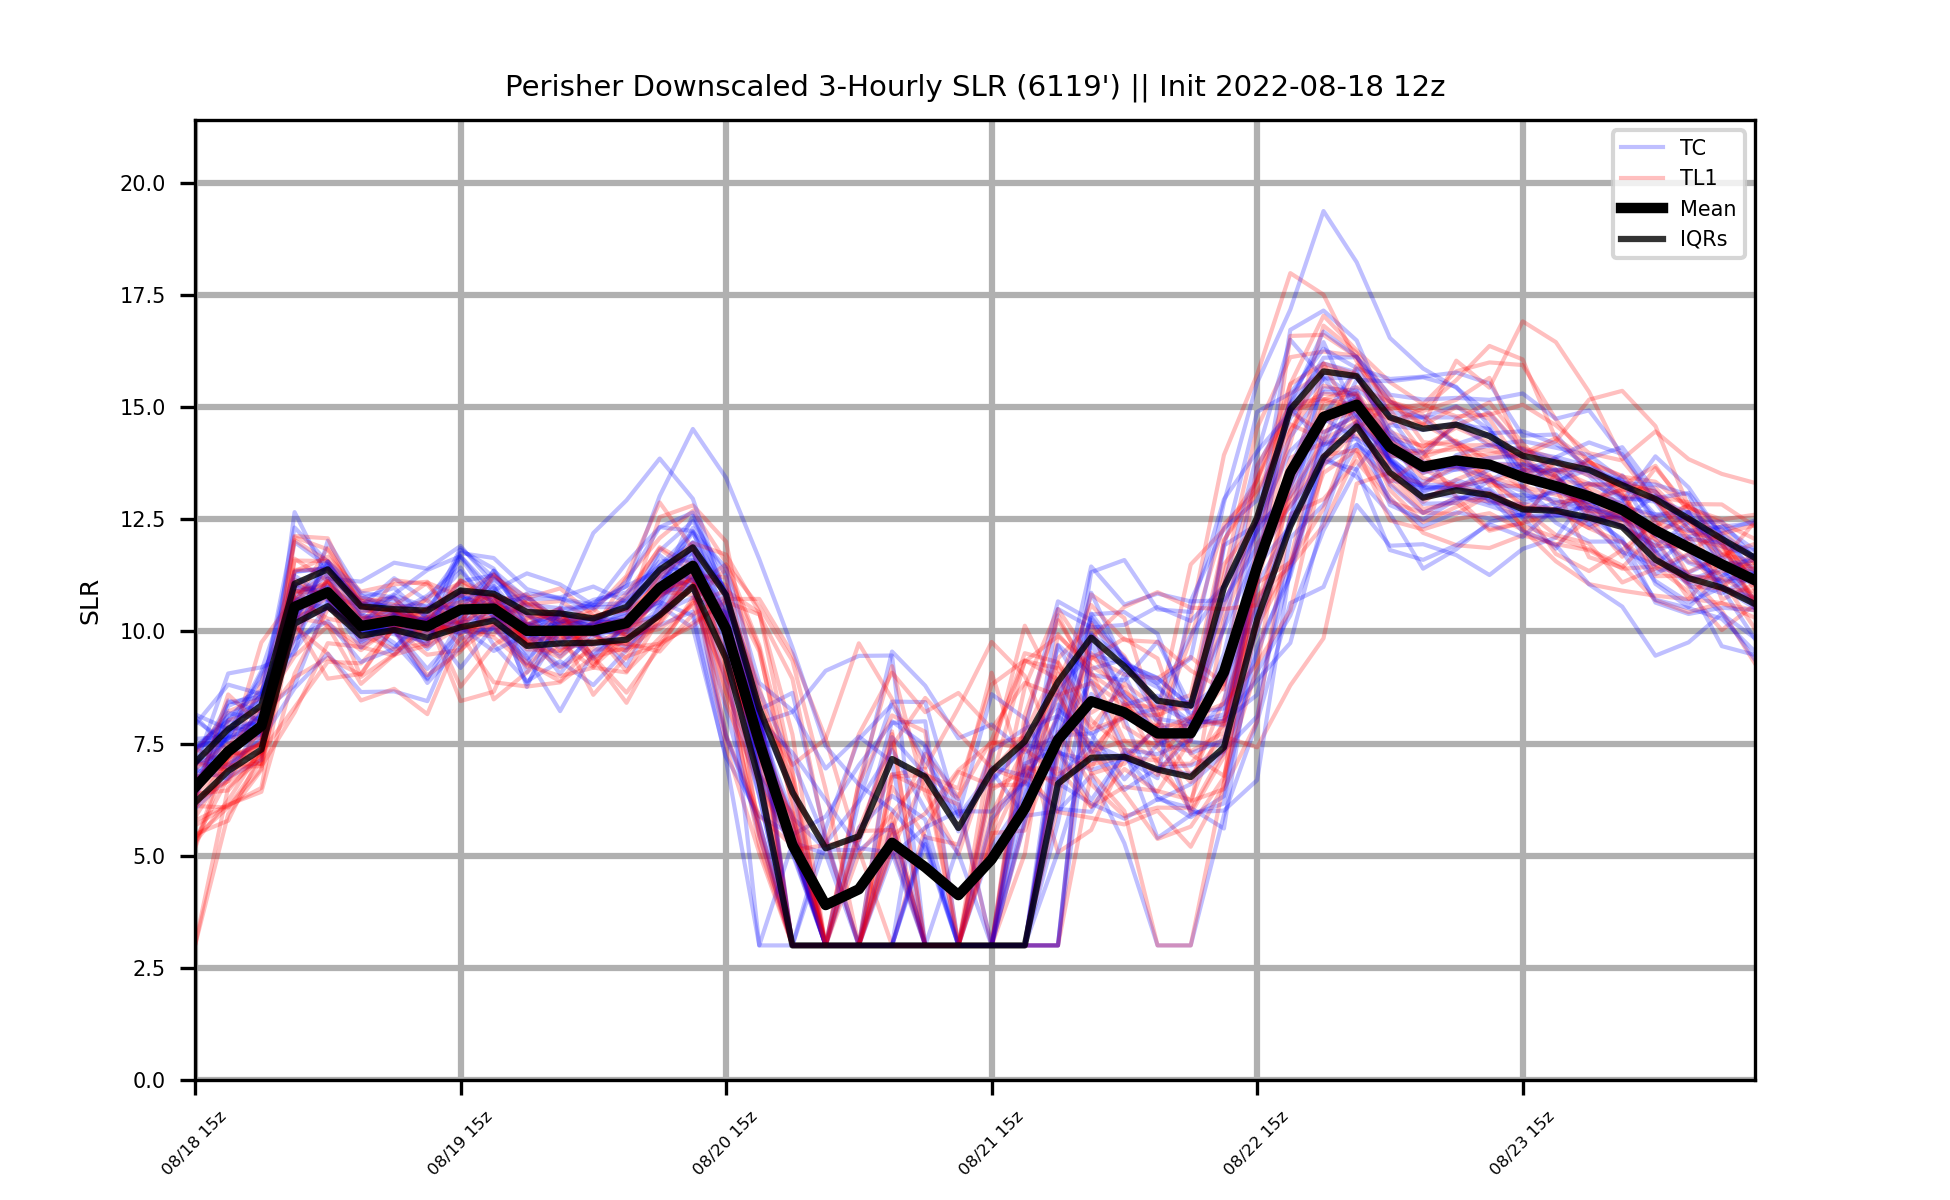 Perisher Downscaled 3-Hourly SLR (6119') || Init 2022-08-18 12z
TC
TL1
Mean
IQRs
SLR
20.0
17.5
15.0
12.5
10.0
7.5
5.0
2.5
0.0
08/18 15z
08/19 15z
08/20 15z
08/21 15z
08/22 15z
08/23 15z